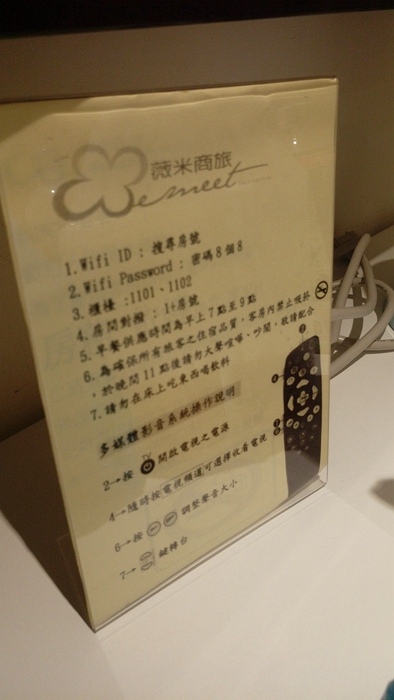 薇米商旅
Wemeet
1.Wifi ID : 搜尋房號
2.Wifi Password : 密碼8個8
3.櫃檯 :1101、1102
4.房間對撥 : 1+房號
5.早餐供應時間為早上7點至9點
6.為確保所有旅客之住宿品質，客房內禁止吸菸
，於晚間11點後請勿大聲喧嘩、吵鬧，敬請配合
7.請勿在床上吃東西喝飲料
多媒體影音系統操作說明
2→按 TV 開啟電視之電源
4→隨時按電視頻道可選擇收看電視
6→按 調整聲音大小
7→ 鍵轉台